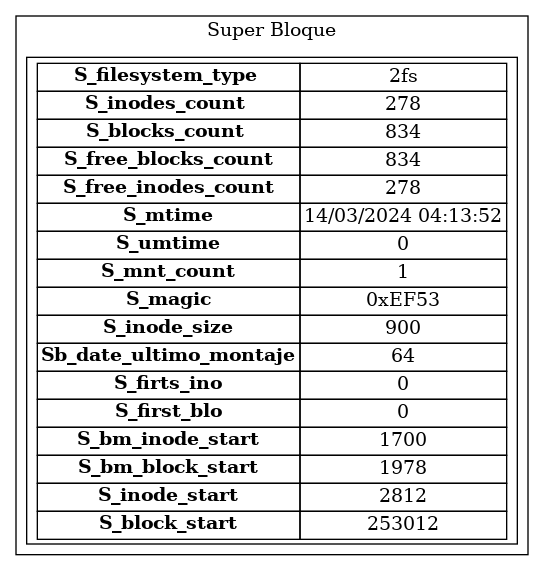 Super Bloque
S_filesystem_type 2fs
S_inodes_count 278
S_blocks_count 834
S_free_blocks_count 834
S_free_inodes_count 278
S_mtime 14/03/2024 04:13:52
S_umtime 0
S_mnt_count 1
S_magic 0xEF53
S_inode_size 900
Sb_date_ultimo_montaje 64
S_firts_ino 0
S_first_blo 0
S_bm_inode_start 1700
S_bm_block_start 1978
S_inode_start 2812
S_block_start 253012